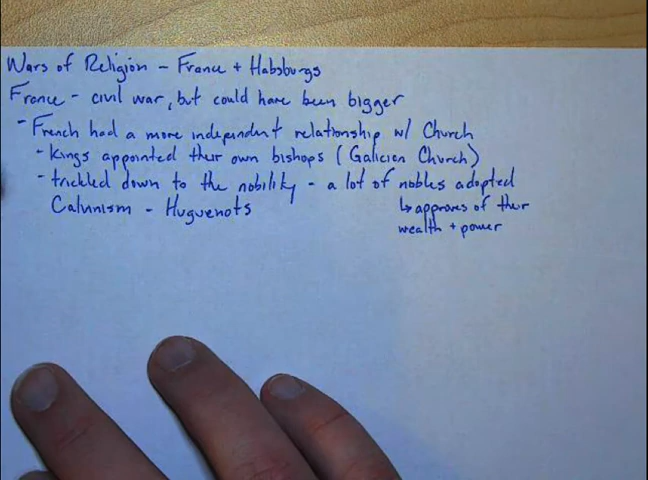 Wars of Religion - France + Habsburgs
France - civil war, but could have been bigger
- French had a more independent relationship w/ Church
- kings appointed their own bishops (Galicien Church)
- trickled down to the nobility - a lot of nobles adopted
Calvinism - Huguenots
↳ approves of their
wealth + power